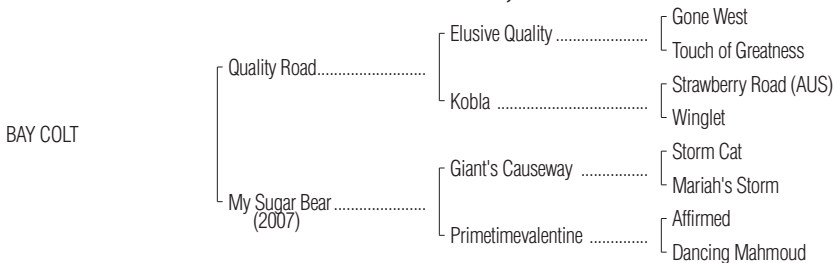 Gone West
Elusive Quality ......................
Touch of Greatness
Quality Road..........................
Strawberry Road (AUS)
Kobla ....................................
Winglet
BAY COLT
Storm Cat
Giant's Causeway ................
Mariah's Storm
My Sugar Bear ......................
(2007)
Affirmed
Primetimevalentine ..............
Dancing Mahmoud